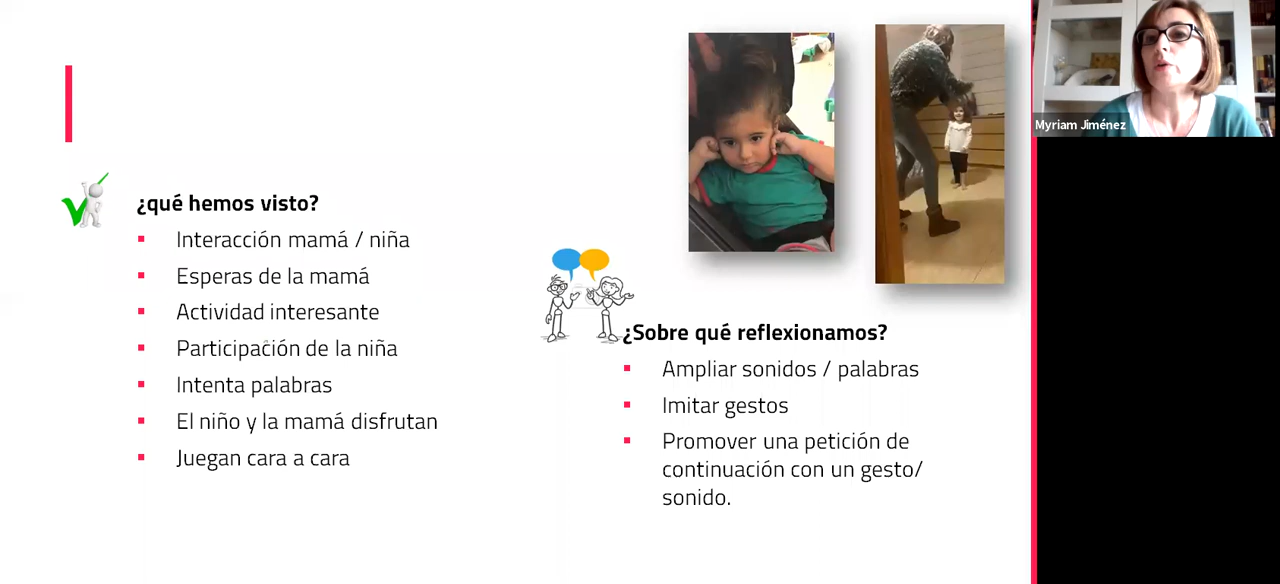 Myriam Jiménez
¿qué hemos visto?
Interacción mamá / niña
Esperas de la mamá
Actividad interesante
Participación de la niña
Intenta palabras
El niño y la mamá disfrutan
Juegan cara a cara
¿Sobre qué reflexionamos?
Ampliar sonidos / palabras
Imitar gestos
Promover una petición de
continuación con un gesto/
sonido.